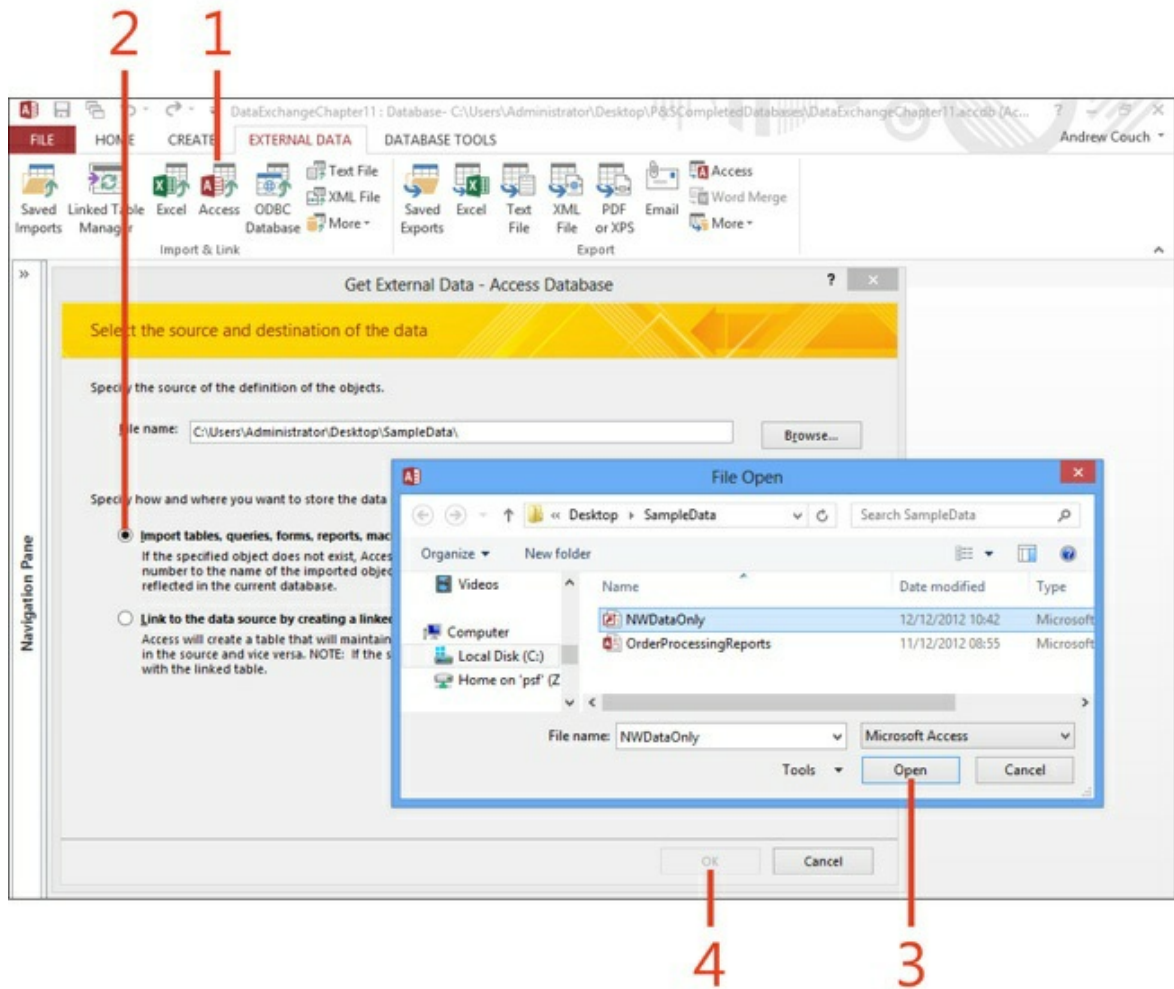 2 1
DataExchangeChapter11 : Database- C:\Users\Administrator\Desktop\P&SCompletedDatabases\DataExchangeChapter11.accdb (Ac... ?
FILE HOME CREATE EXTERNAL DATA DATABASE TOOLS Andrew Couch
Saved Imports
Linked Table Manager
Excel
Access
ODBC Database
Text File
XML File
More
Import & Link
Saved Exports
Excel
Text File
XML File
PDF or XPS
Email
Access
Word Merge
More
Export
Navigation Pane
Get External Data - Access Database ?
Select the source and destination of the data
Specify the source of the definition of the objects.
File name: C:\Users\Administrator\Desktop\SampleData\ Browse...
Specify how and where you want to store the data
Import tables, queries, forms, reports, mac
If the specified object does not exist, Acces
number to the name of the imported objec
reflected in the current database.
Link to the data source by creating a linke
Access will create a table that will maintain
in the source and vice versa. NOTE: If the s
with the linked table.
File Open
« Desktop SampleData Search SampleData
Organize New folder
Videos
Computer
Local Disk (C:)
Home on 'psf' (Z
Name Date modified Type
NWDataOnly 12/12/2012 10:42 Microsoft
OrderProcessingReports 11/12/2012 08:55 Microsoft
File name: NWDataOnly Microsoft Access
Tools Open Cancel
OK Cancel
4 3